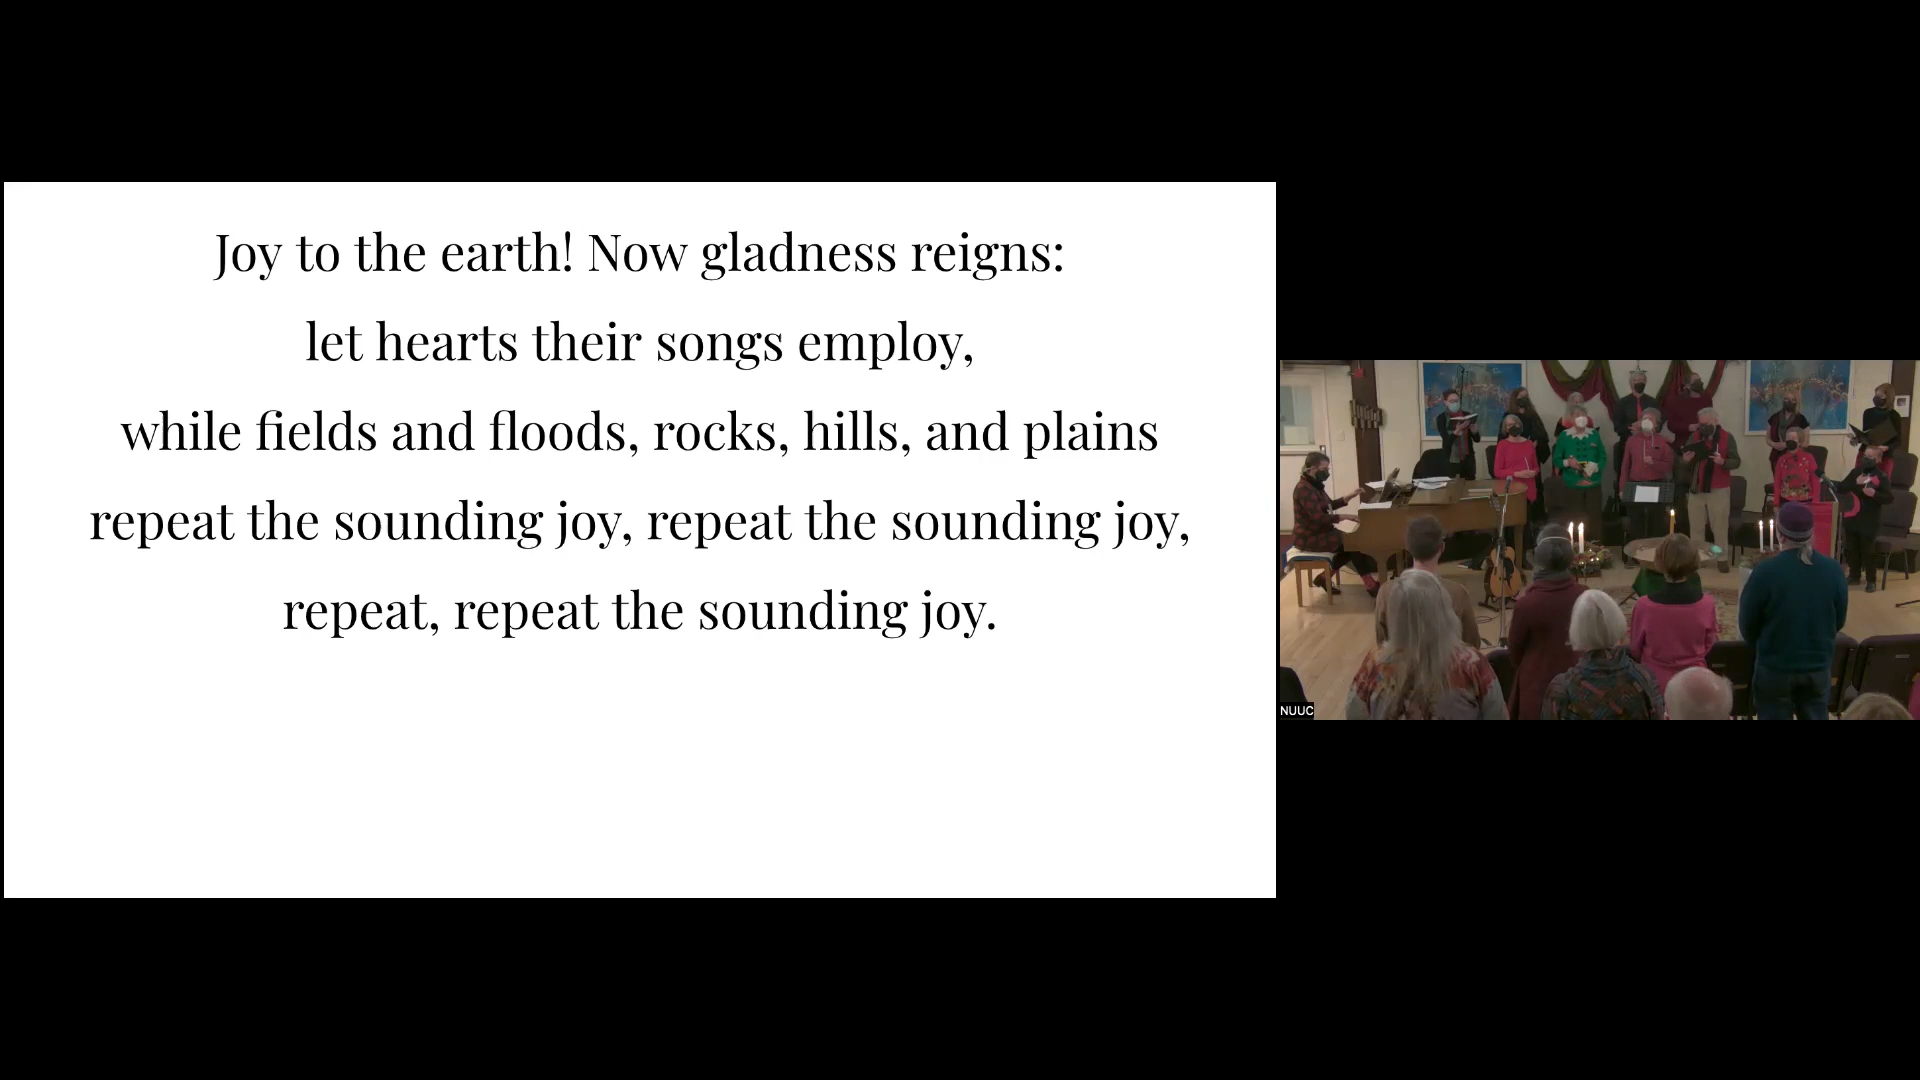 Joy to the earth! Now gladness reigns:
let hearts their songs employ,
while fields and floods, rocks, hills, and plains
repeat the sounding joy, repeat the sounding joy,
repeat, repeat the sounding joy.
NUUC